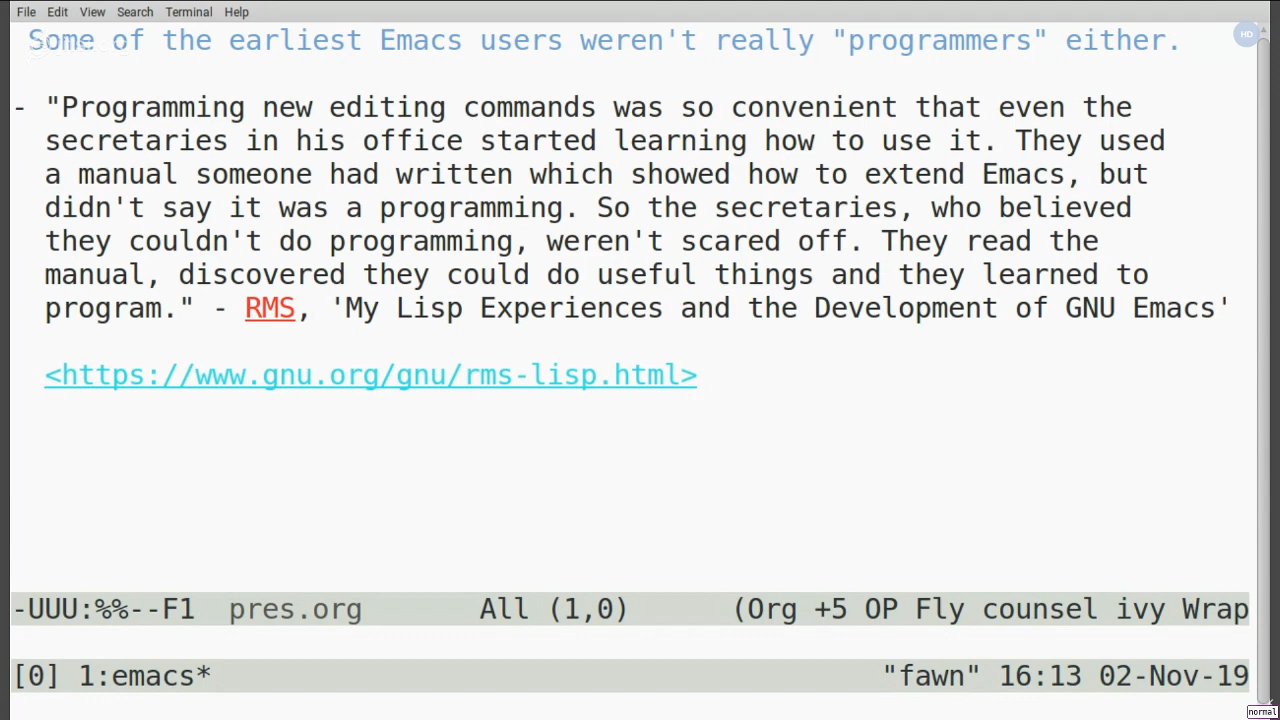 File Edit View Search Terminal Help
Some of the earliest Emacs users weren't really "programmers" either.
HD
- "Programming new editing commands was so convenient that even the
secretaries in his office started learning how to use it. They used
a manual someone had written which showed how to extend Emacs, but
didn't say it was a programming. So the secretaries, who believed
they couldn't do programming, weren't scared off. They read the
manual, discovered they could do useful things and they learned to
program." - RMS, 'My Lisp Experiences and the Development of GNU Emacs'
<https://www.gnu.org/gnu/rms-lisp.html>
-UUU:%%--F1 pres.org All (1,0) (Org +5 OP Fly counsel ivy Wrap
[0] 1:emacs* "fawn" 16:13 02-Nov-19
normal